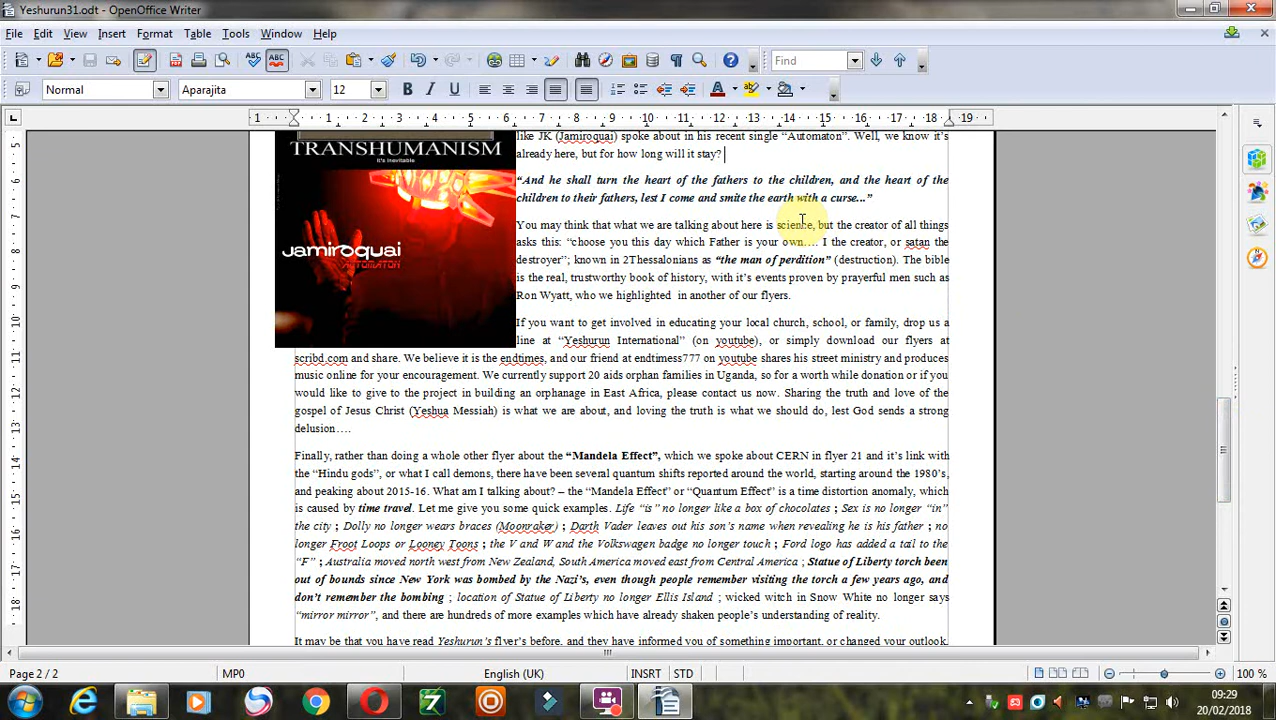 Yeshurun31.odt - OpenOffice Writer
File Edit View Insert Format Table Tools Window Help
Find
Normal Aparajita 12 B I U
1 1 2 3 4 5 6 7 8 9 10 11 12 13 14 15 16 17 ·19
like JK (Jamiroquai) spoke about in his recent single “Automaton”. Well, we know it’s
already here, but for how long will it stay?
TRANSHUMANISM
it's inevitable
Jamiroquai
AUTOMATON
“And he shall turn the heart of the fathers to the children, and the heart of the
children to their fathers, lest I come and smite the earth with a curse...”
You may think that what we are talking about here is science, but the creator of all things
asks this: “choose you this day which Father is your own…. I the creator, or satan the
destroyer”; known in 2Thessalonians as “the man of perdition” (destruction). The bible
is the real, trustworthy book of history, with it’s events proven by prayerful men such as
Ron Wyatt, who we highlighted in another of our flyers.
If you want to get involved in educating your local church, school, or family, drop us a
line at “Yeshurun International” (on youtube), or simply download our flyers at
scribd.com and share. We believe it is the endtimes, and our friend at endtimess777 on youtube shares his street ministry and produces
music online for your encouragement. We currently support 20 aids orphan families in Uganda, so for a worth while donation or if you
would like to give to the project in building an orphanage in East Africa, please contact us now. Sharing the truth and love of the
gospel of Jesus Christ (Yeshua Messiah) is what we are about, and loving the truth is what we should do, lest God sends a strong
delusion….
Finally, rather than doing a whole other flyer about the “Mandela Effect”, which we spoke about CERN in flyer 21 and it’s link with
the “Hindu gods”, or what I call demons, there have been several quantum shifts reported around the world, starting around the 1980’s,
and peaking about 2015-16. What am I talking about? – the “Mandela Effect” or “Quantum Effect” is a time distortion anomaly, which
is caused by time travel. Let me give you some quick examples. Life “is” no longer like a box of chocolates ; Sex is no longer “in”
the city ; Dolly no longer wears braces (Moonraker) ; Darth Vader leaves out his son’s name when revealing he is his father ; no
longer Froot Loops or Looney Toons ; the V and W and the Volkswagen badge no longer touch ; Ford logo has added a tail to the
“F” ; Australia moved north west from New Zealand, South America moved east from Central America ; Statue of Liberty torch been
out of bounds since New York was bombed by the Nazi’s, even though people remember visiting the torch a few years ago, and
don’t remember the bombing ; location of Statue of Liberty no longer Ellis Island ; wicked witch in Snow White no longer says
“mirror mirror”, and there are hundreds of more examples which have already shaken people’s understanding of reality.
It may be that you have read Yeshurun’s flyer’s before, and they have informed you of something important, or changed your outlook,
Page 2 / 2 MP0 English (UK) INSRT STD 100 %
09:29
20/02/2018